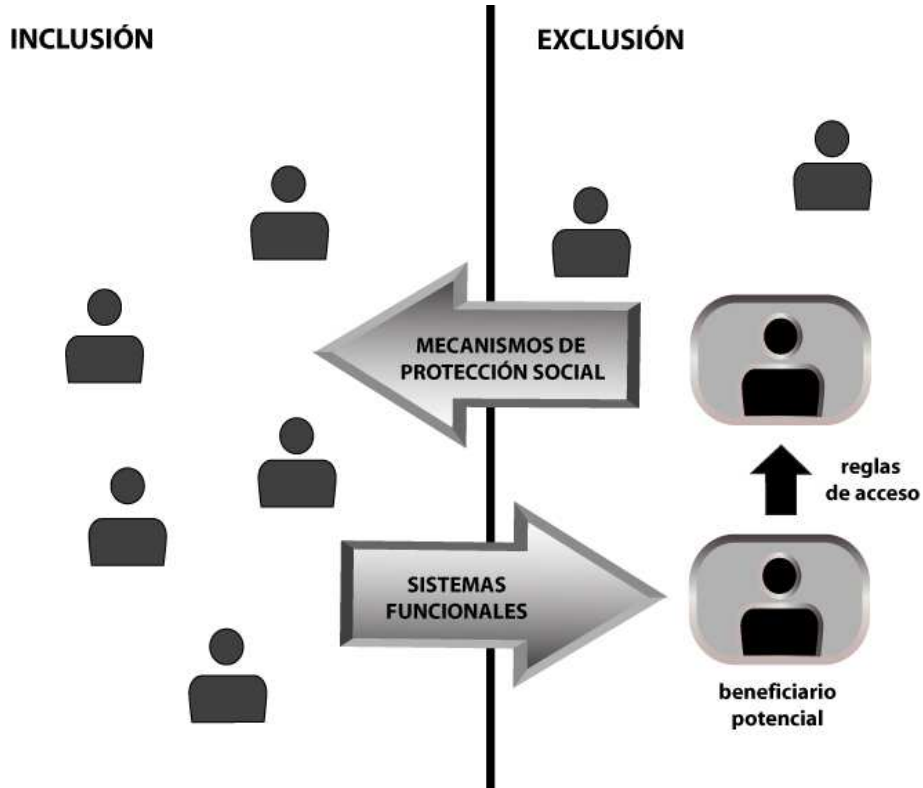 INCLUSIÓN
EXCLUSIÓN
MECANISMOS DE
PROTECCIÓN SOCIAL
reglas
de acceso
SISTEMAS
FUNCIONALES
beneficiario
potencial